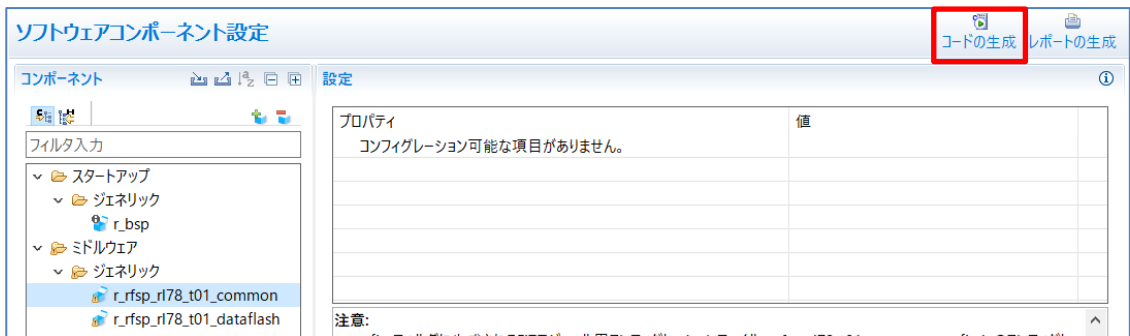 ソフトウェアコンポーネント設定
コードの生成 レポートの生成
コンポーネント
設定
フィルタ入力
スタートアップ
ジェネリック
r_bsp
ミドルウェア
ジェネリック
r_rfsp_rl78_t01_common
r_rfsp_rl78_t01_dataflash
プロパティ 値
コンフィグレーション可能な項目がありません。
注意: